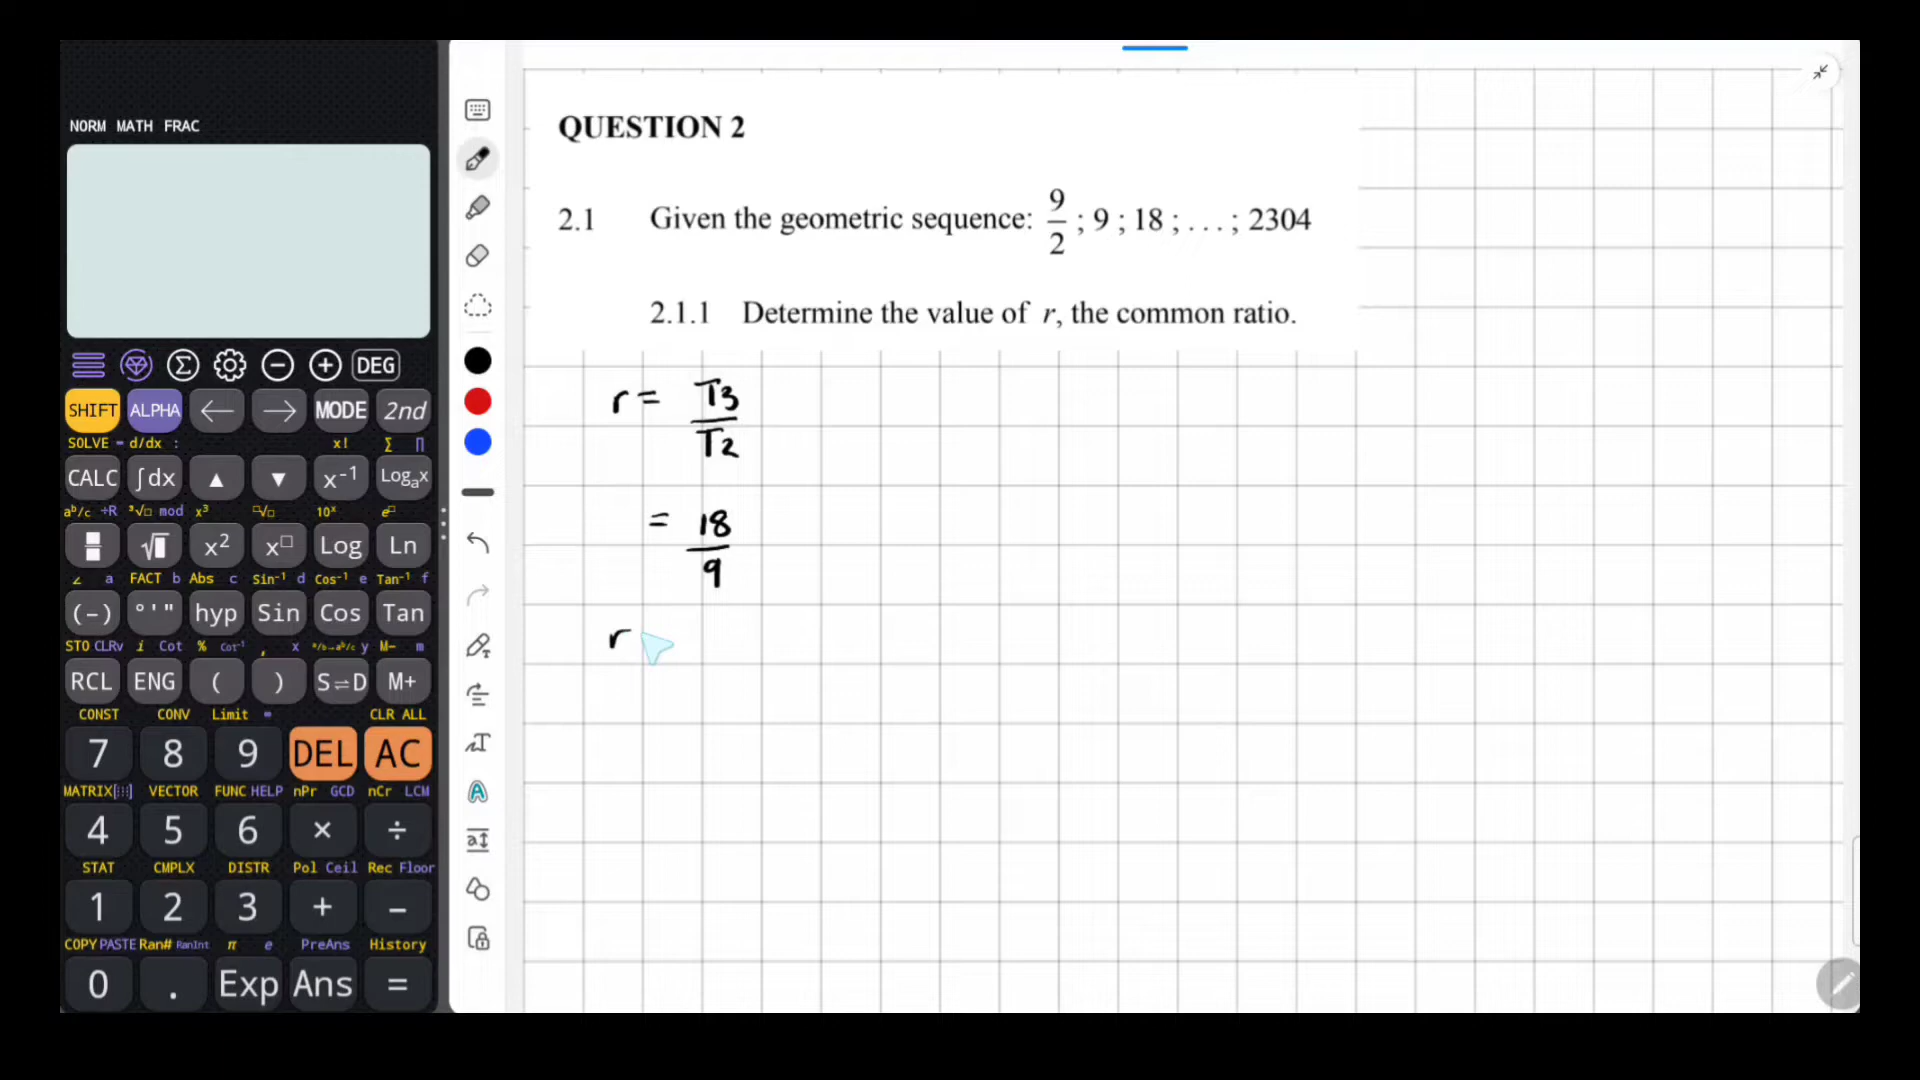 NORM MATH FRAC
DEG
SHIFT ALPHA ← → MODE 2nd
SOLVE = d/dx : x! ∑ ∏
CALC ∫dx ▲ ▼ x⁻¹ Logₐx
aᵇ/c ÷R ³√□ mod x³ □√□ 10ˣ e□
√ x² x□ Log Ln
∠ a FACT b Abs c Sin⁻¹ d Cos⁻¹ e Tan⁻¹ f
(−) °'" hyp Sin Cos Tan
STO CLRv i Cot % Cot⁻¹ , x ᵃ/b→aᵇ/c y M− m
RCL ENG ( ) S⇌D M+
CONST CONV Limit = CLR ALL
7 8 9 DEL AC
MATRIX[∷] VECTOR FUNC HELP nPr GCD nCr LCM
4 5 6 × ÷
STAT CMPLX DISTR Pol Ceil Rec Floor
1 2 3 + −
COPY PASTE Ran# RanInt π e PreAns History
0 . Exp Ans =
QUESTION 2
2.1 Given the geometric sequence: 9/2 ; 9 ; 18 ; . . . ; 2304
2.1.1 Determine the value of r, the common ratio.
r = T3/T2
= 18/9
r